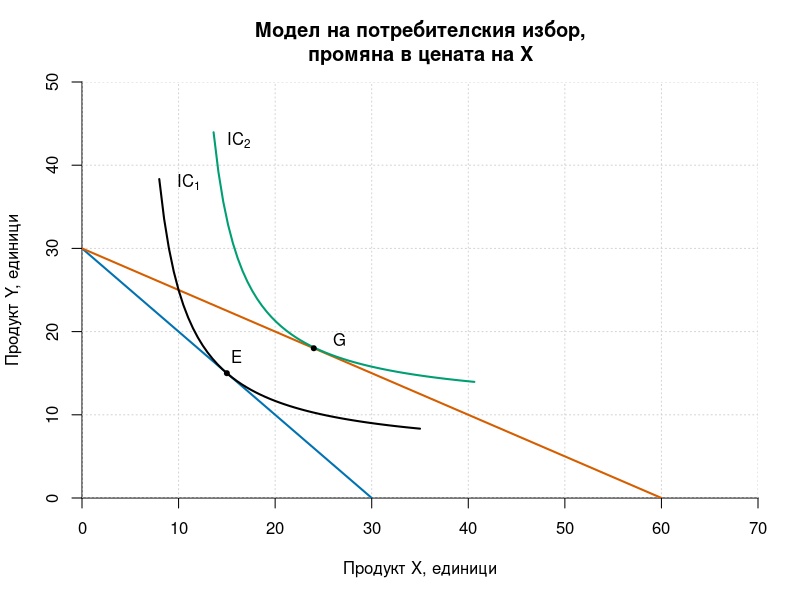 Модел на потребителския избор,
промяна в цената на X
50
40
30
20
10
0
Продукт Y, единици
IC₂
IC₁
G
E
0 10 20 30 40 50 60 70
Продукт X, единици